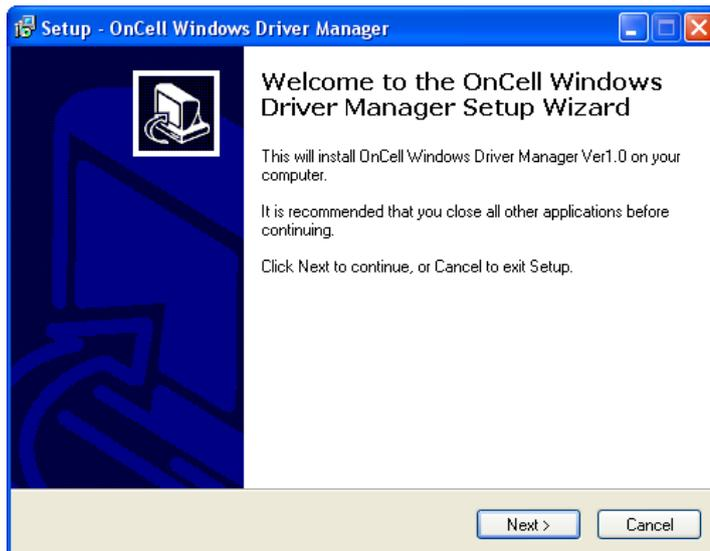 Setup - OnCell Windows Driver Manager
Welcome to the OnCell Windows
Driver Manager Setup Wizard
This will install OnCell Windows Driver Manager Ver1.0 on your
computer.
It is recommended that you close all other applications before
continuing.
Click Next to continue, or Cancel to exit Setup.
Next >
Cancel